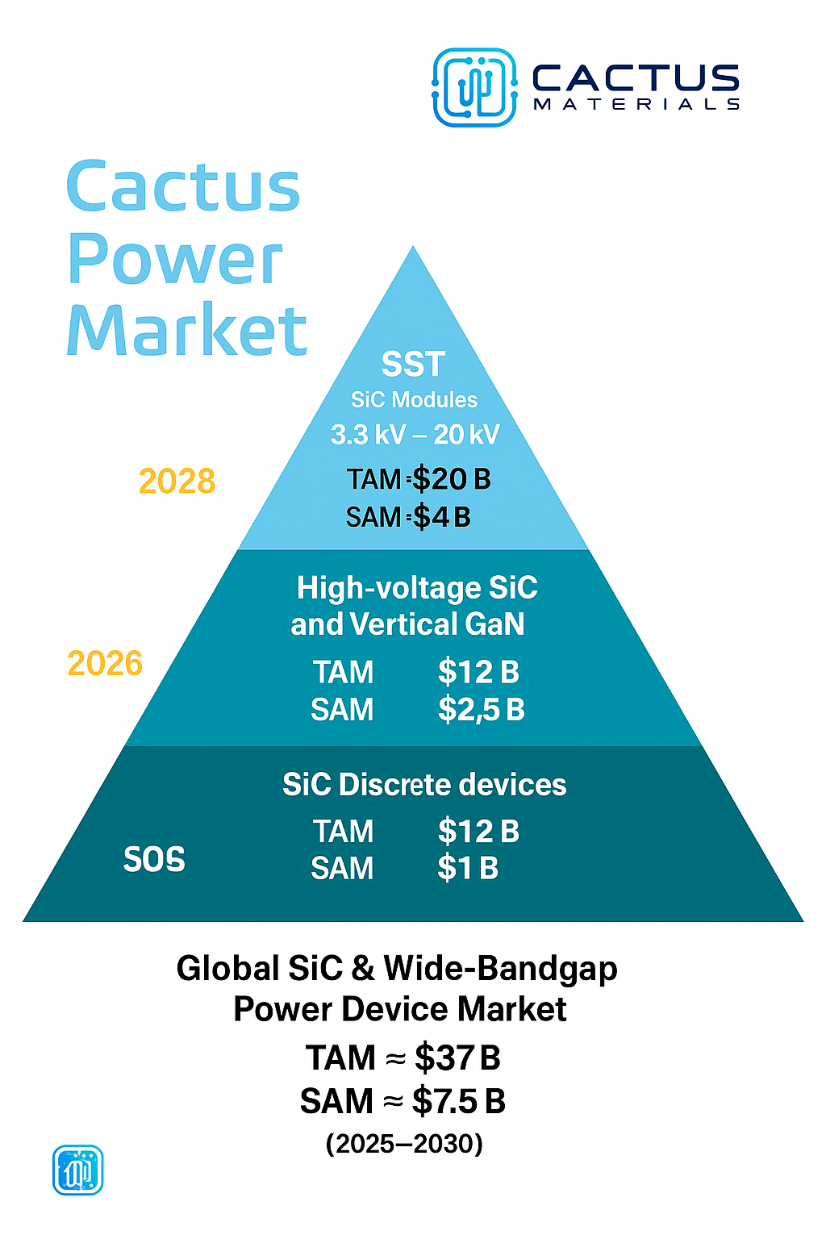 CACTUS
MATERIALS
Cactus
Power
Market
SST
SiC Modules
3.3 kV – 20 kV
2028
TAM = $20 B
SAM = $4 B
High-voltage SiC
and Vertical GaN
2026
TAM $12 B
SAM $2,5 B
SiC Discrete devices
TAM $12 B
SAM $1 B
Global SiC & Wide-Bandgap
Power Device Market
TAM ≈ $37 B
SAM ≈ $7.5 B
(2025–2030)